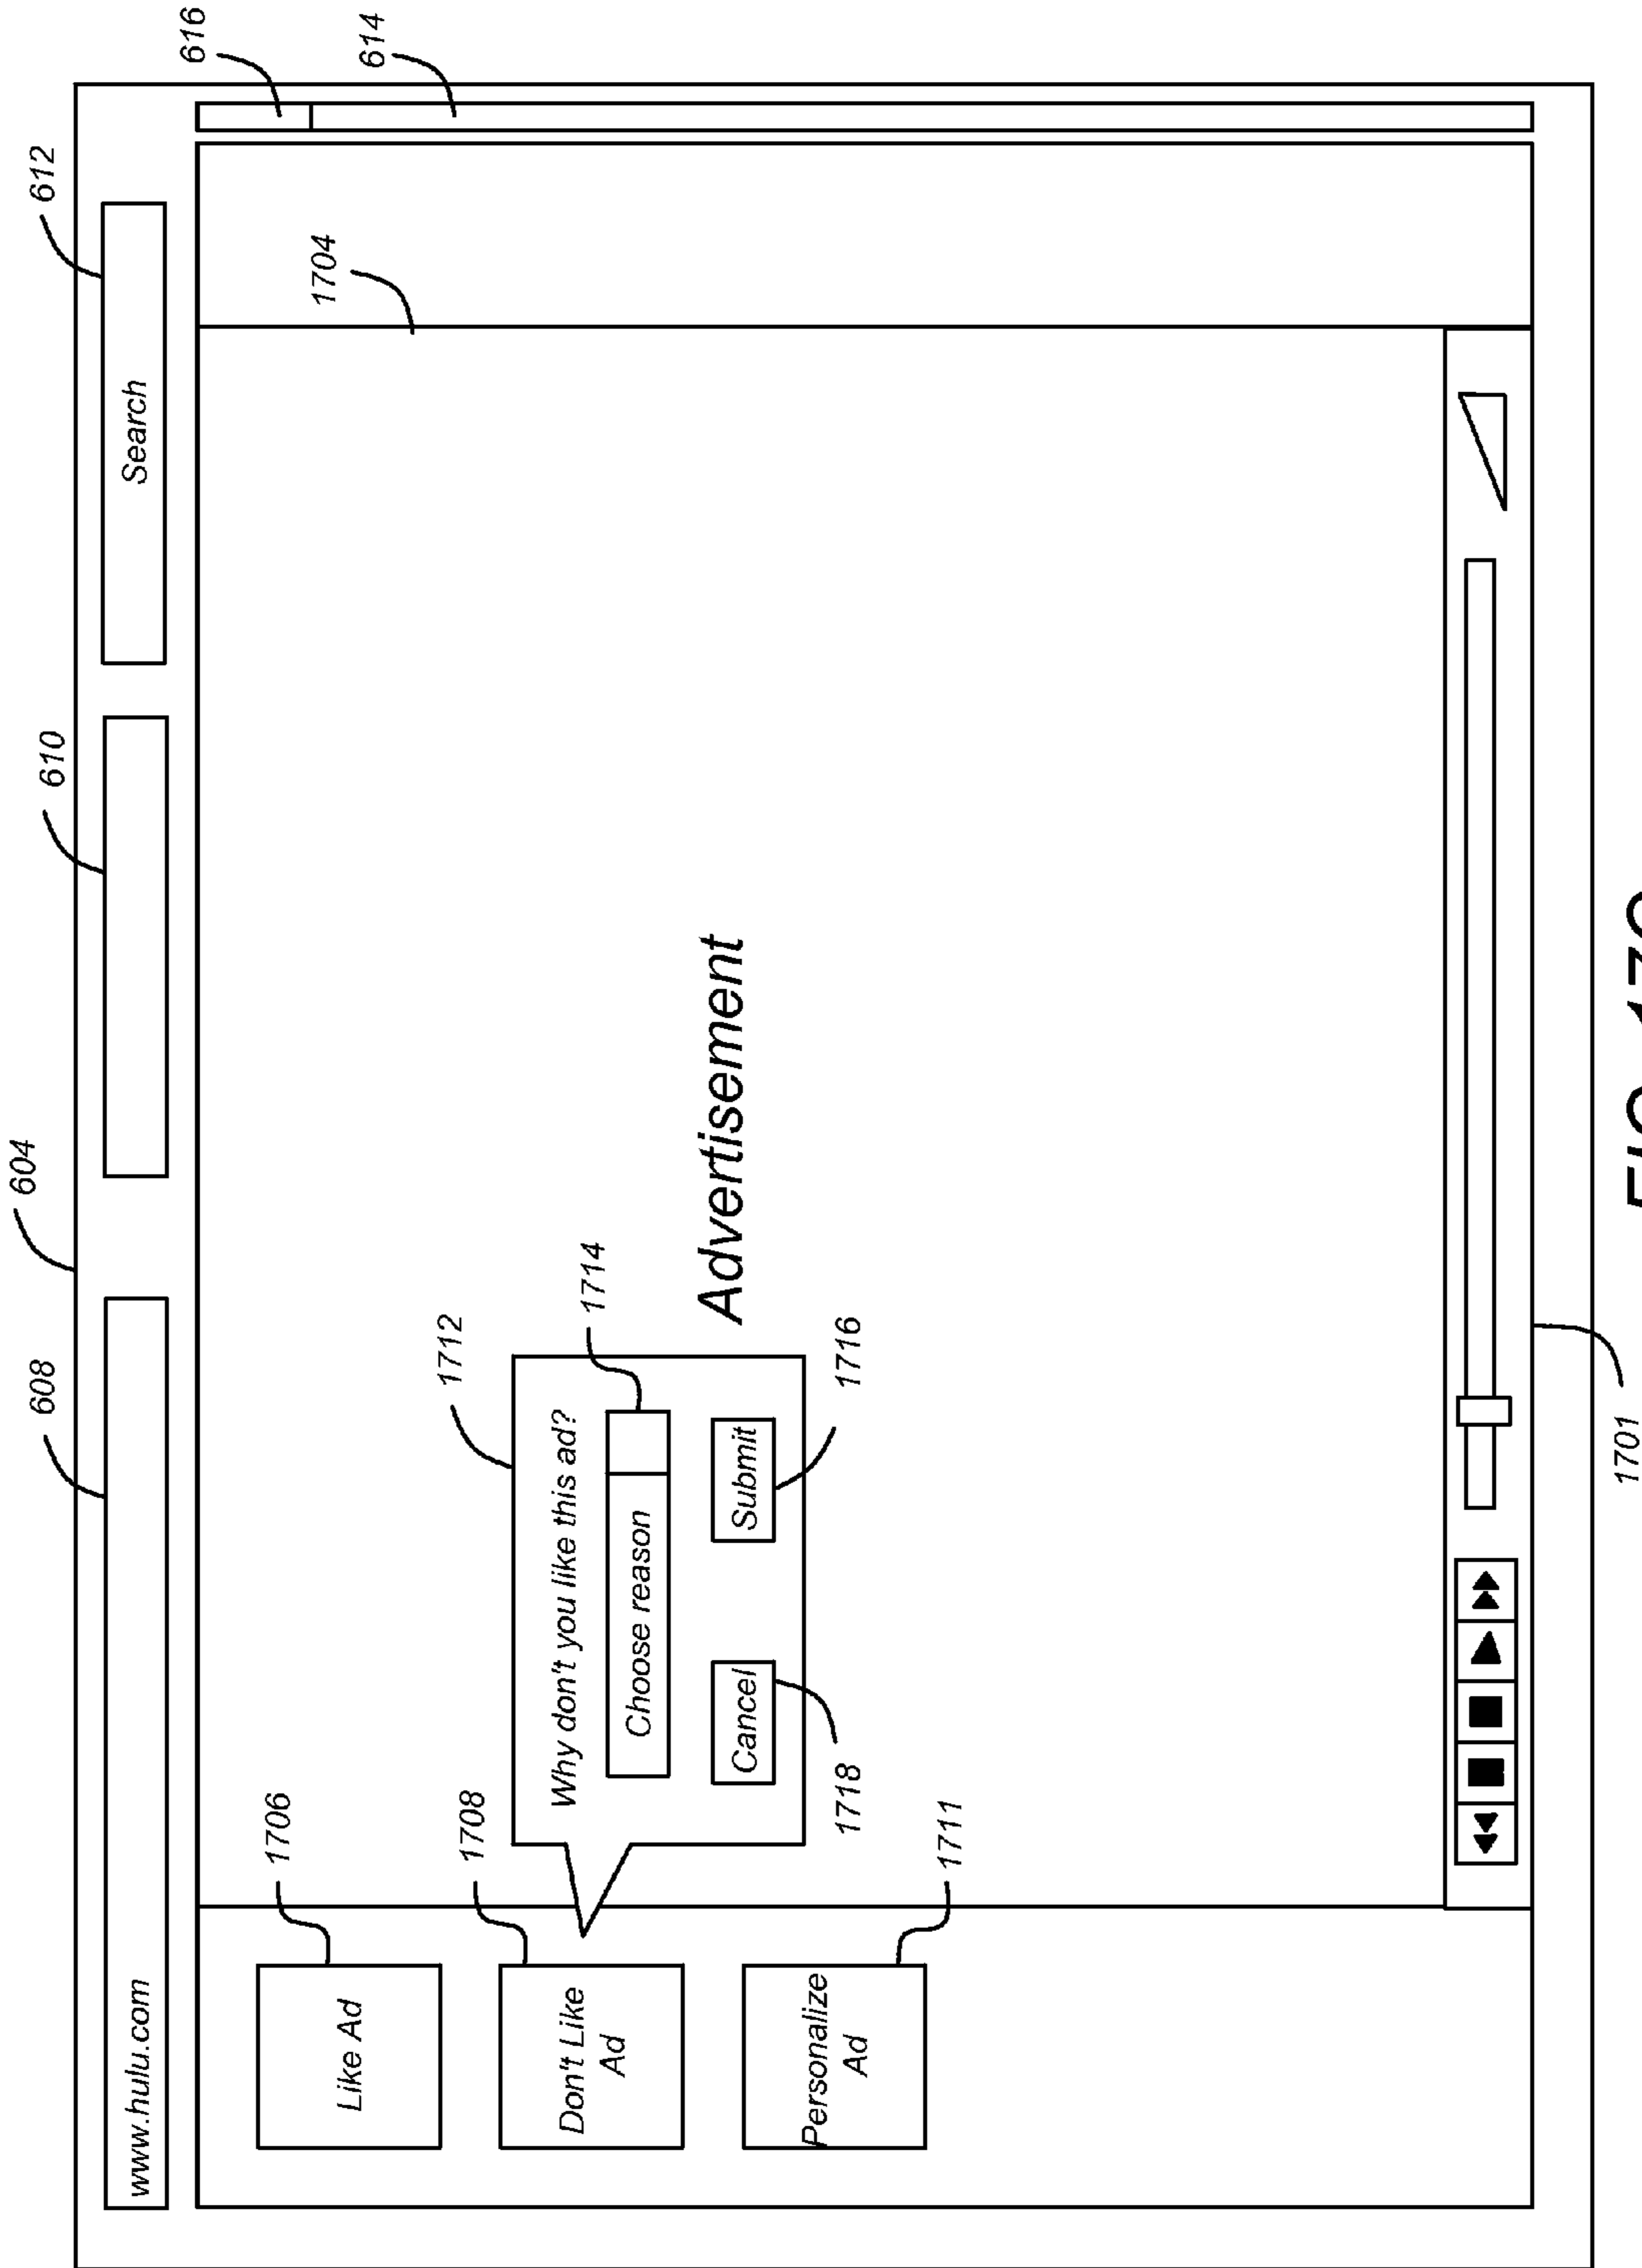 604
608
610
612
616
614
www.hulu.com
Search
1706
Like Ad
1704
1712
1708
Don't Like
Ad
Why don't you like this ad?
1714
Choose reason
Cancel
Submit
1718
1716
1711
Personalize
Ad
Advertisement
1701